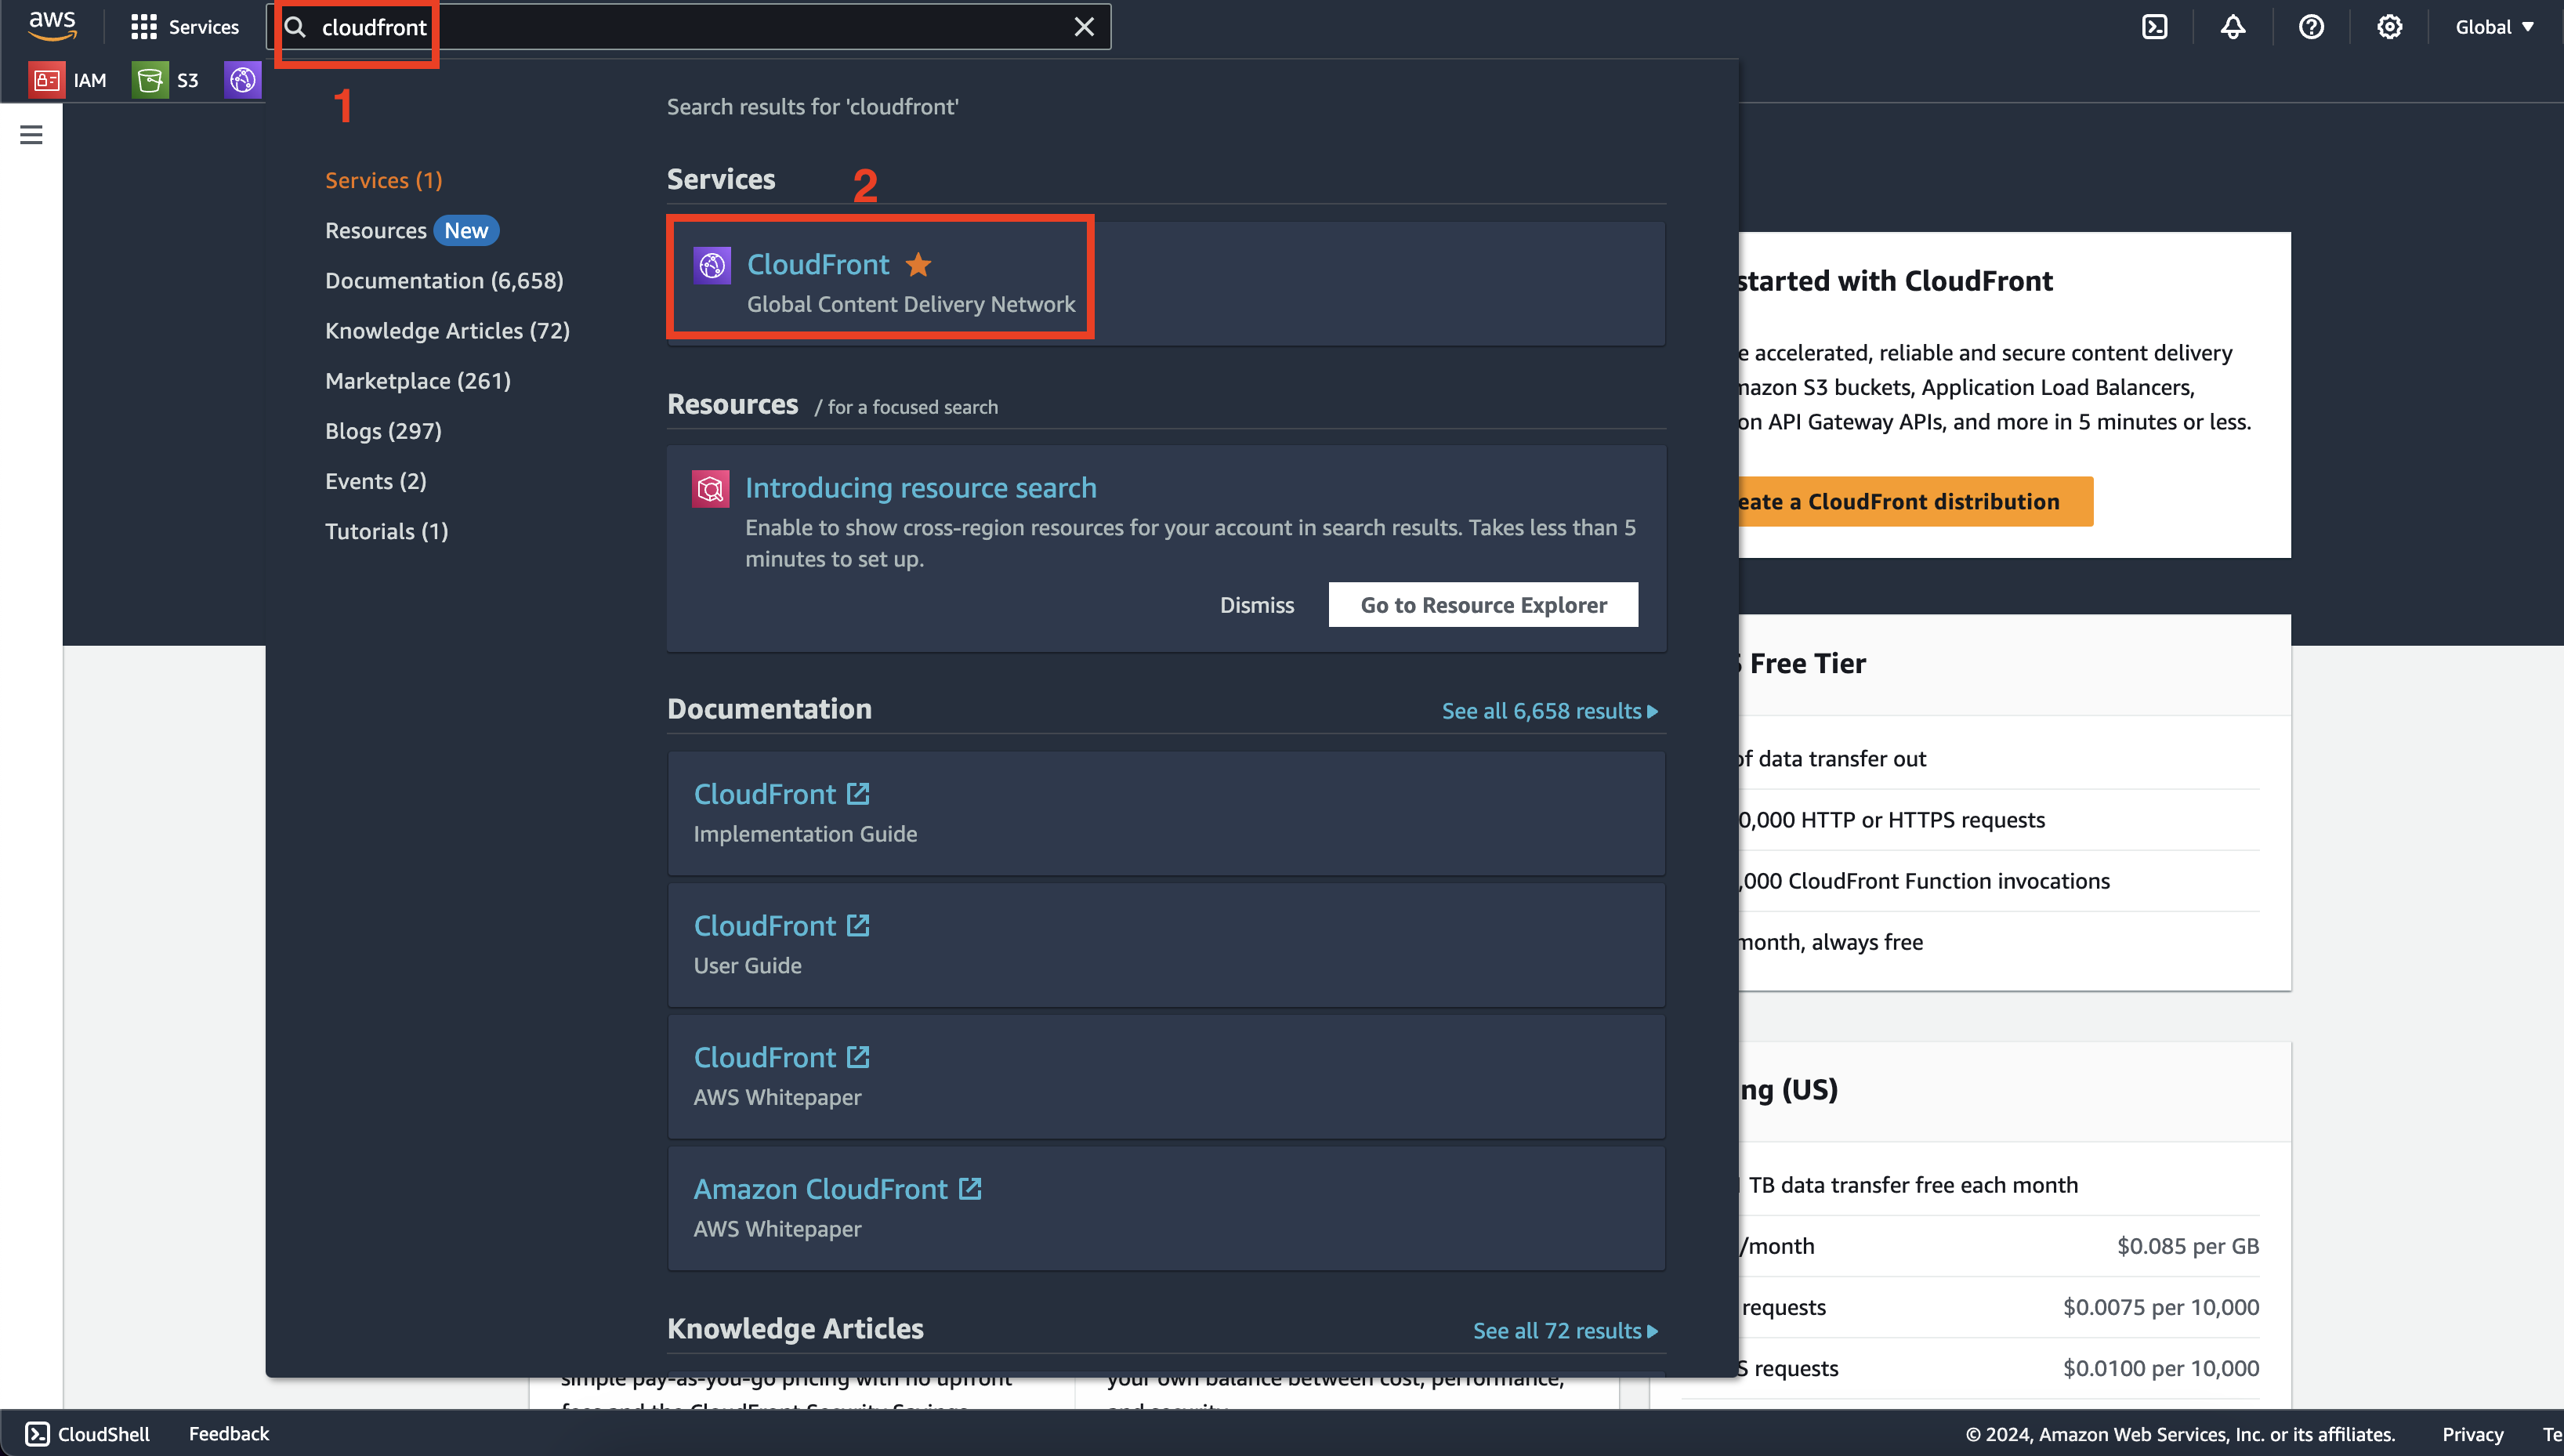 aws
Services
cloudfront
Global
IAM
S3
1
Search results for 'cloudfront'
Services (1)
Resources New
Documentation (6,658)
Knowledge Articles (72)
Marketplace (261)
Blogs (297)
Events (2)
Tutorials (1)
Services
2
CloudFront
Global Content Delivery Network
Resources / for a focused search
Introducing resource search
Enable to show cross-region resources for your account in search results. Takes less than 5
minutes to set up.
Dismiss
Go to Resource Explorer
Documentation
See all 6,658 results
CloudFront
Implementation Guide
CloudFront
User Guide
CloudFront
AWS Whitepaper
Amazon CloudFront
AWS Whitepaper
Knowledge Articles
See all 72 results
started with CloudFront
e accelerated, reliable and secure content delivery
mazon S3 buckets, Application Load Balancers,
on API Gateway APIs, and more in 5 minutes or less.
eate a CloudFront distribution
Free Tier
of data transfer out
0,000 HTTP or HTTPS requests
,000 CloudFront Function invocations
month, always free
ng (US)
TB data transfer free each month
/month
$0.085 per GB
requests
$0.0075 per 10,000
S requests
$0.0100 per 10,000
simple pay-as-you-go pricing with no upfront
your own balance between cost, performance,
fees and the CloudFront Security Savings
and security.
CloudShell
Feedback
© 2024, Amazon Web Services, Inc. or its affiliates.
Privacy
Te